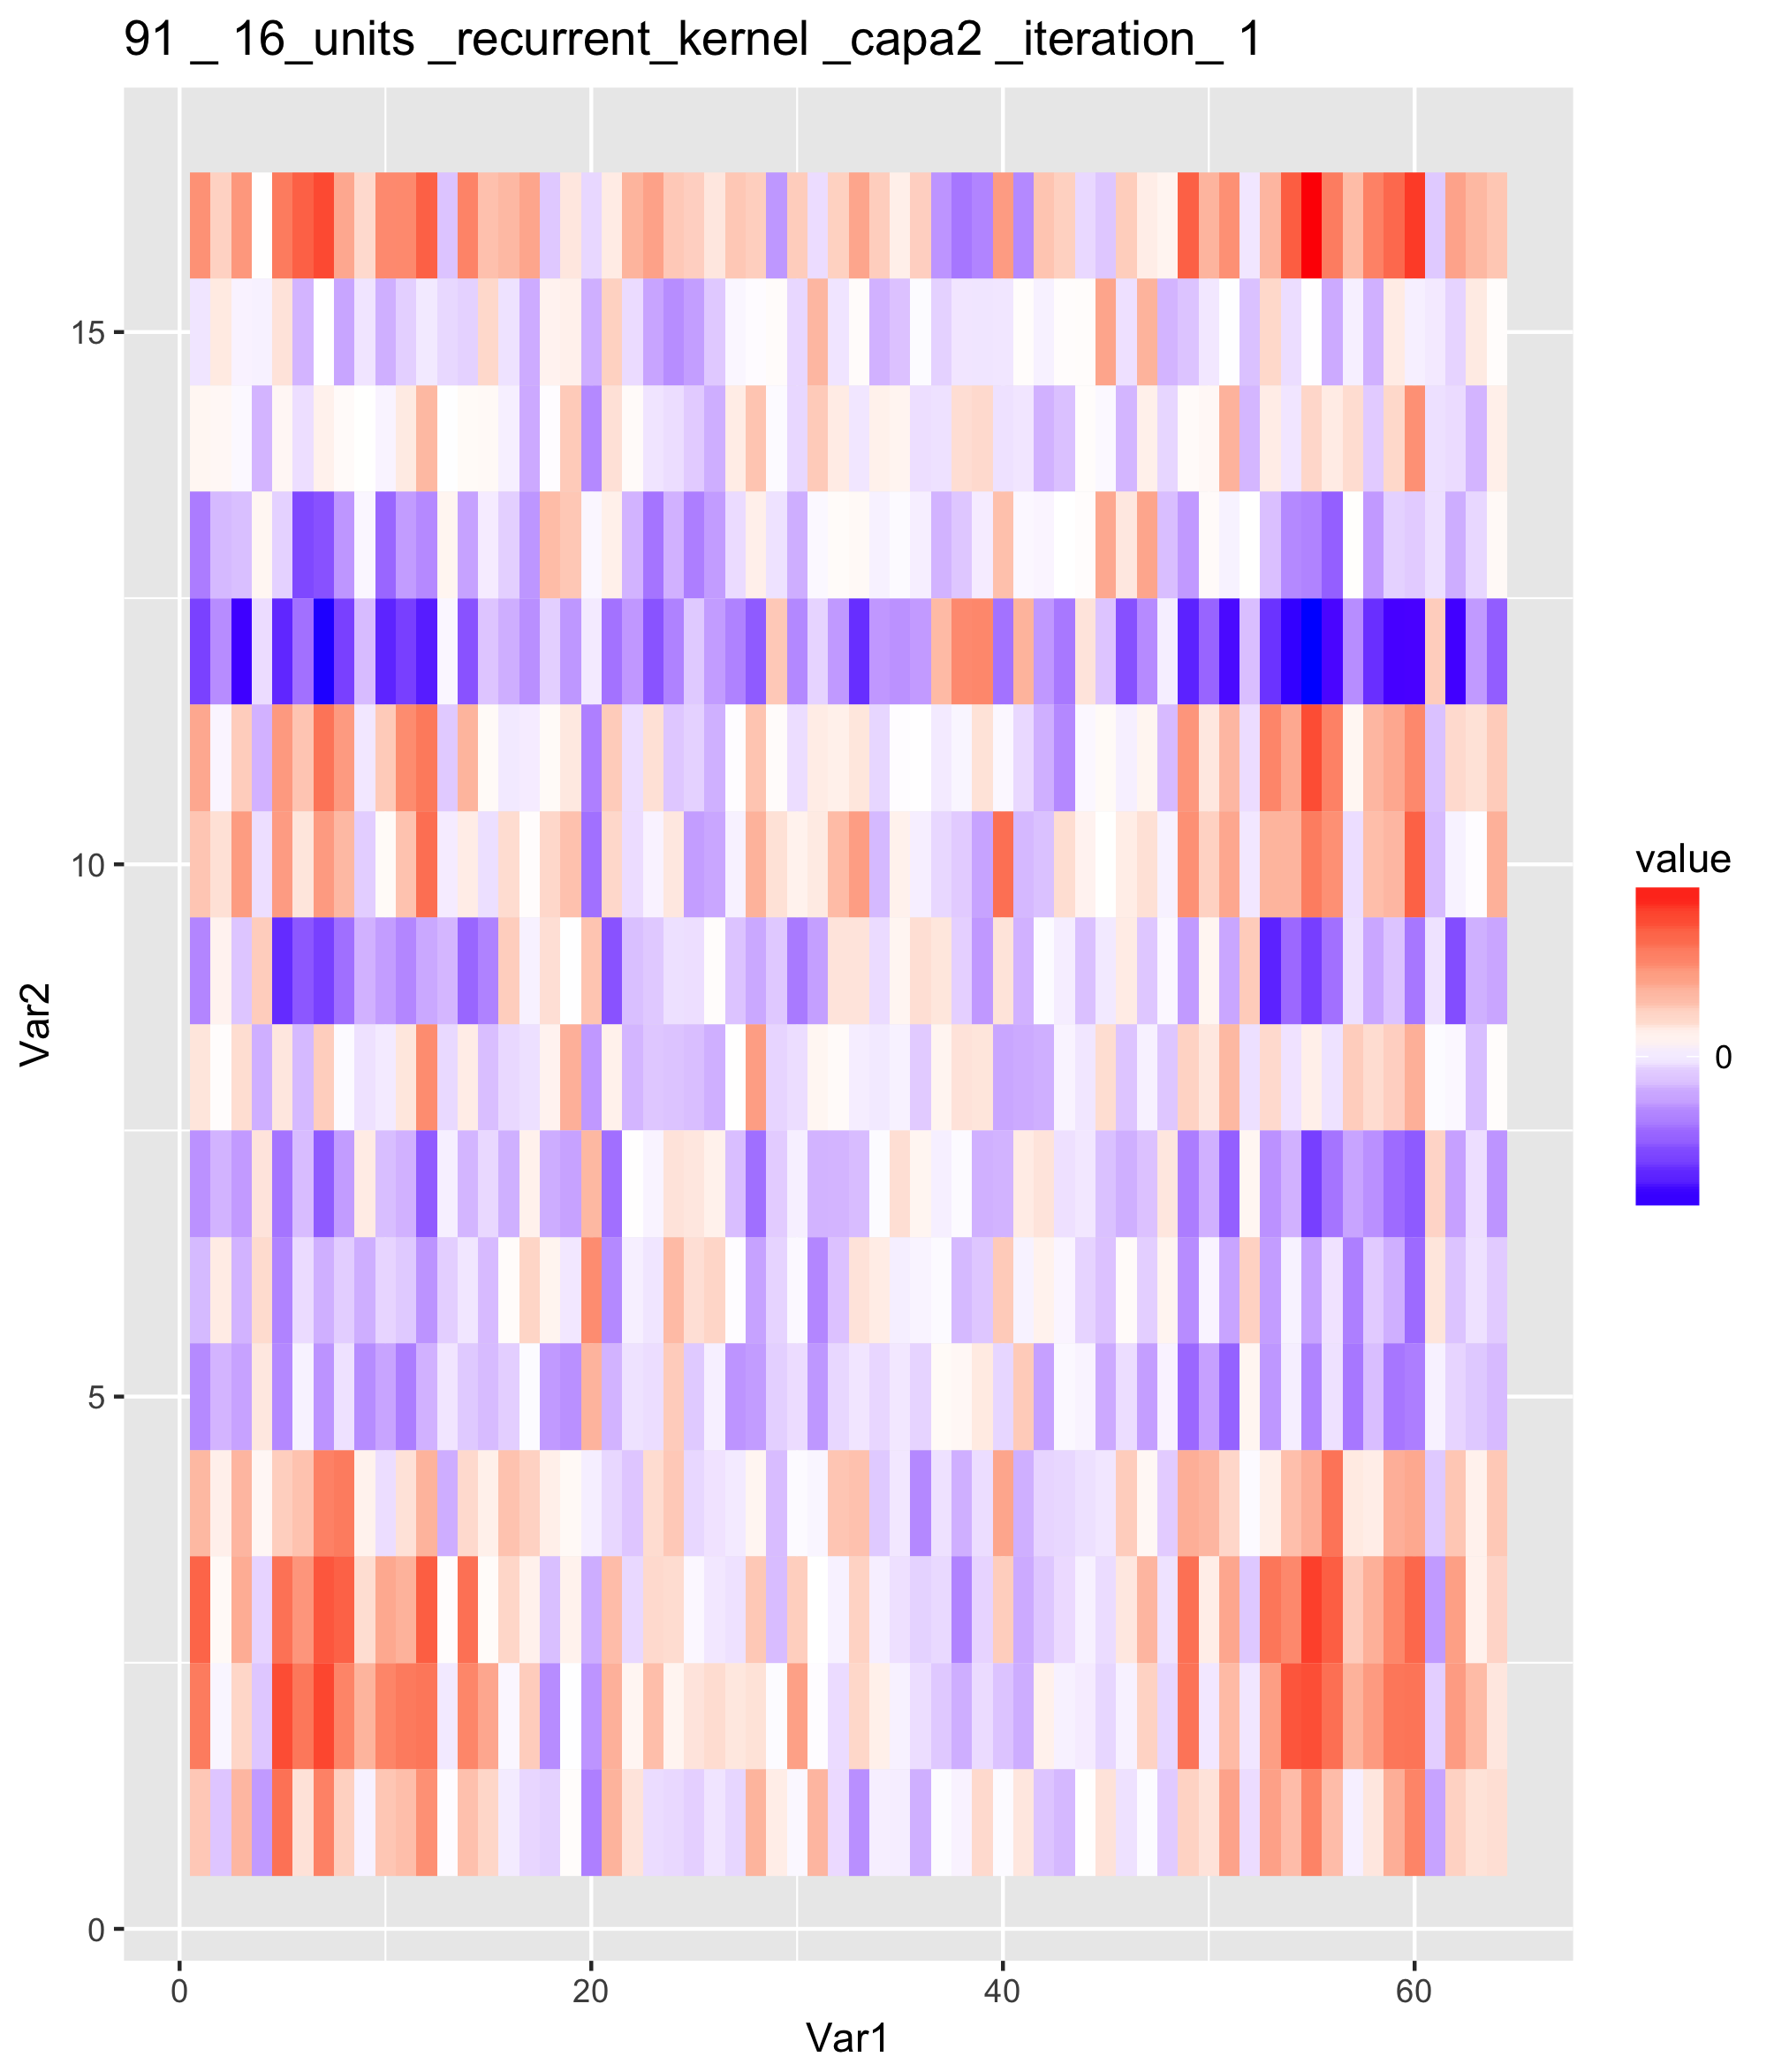 91 _ 16_units _recurrent_kernel _capa2 _iteration_ 1
15
10
5
0
Var2
0
20
40
60
Var1
value
0